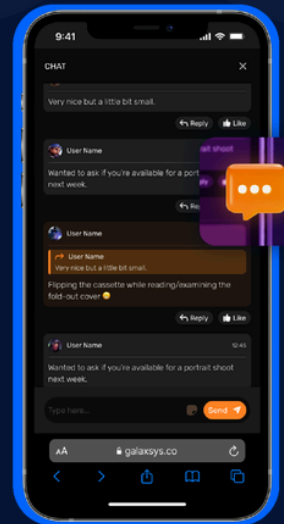 9:41
CHAT
Very nice but a little bit small.
Reply Like
User Name
Wanted to ask if you're available for a port
next week.
User Name
User Name
Very nice but a little bit small.
Flipping the cassette while reading/examining the
fold-out cover
Reply Like
User Name 12:45
Wanted to ask if you're available for a portrait shoot
next week.
Type here...
Send
AA galaxsys.co